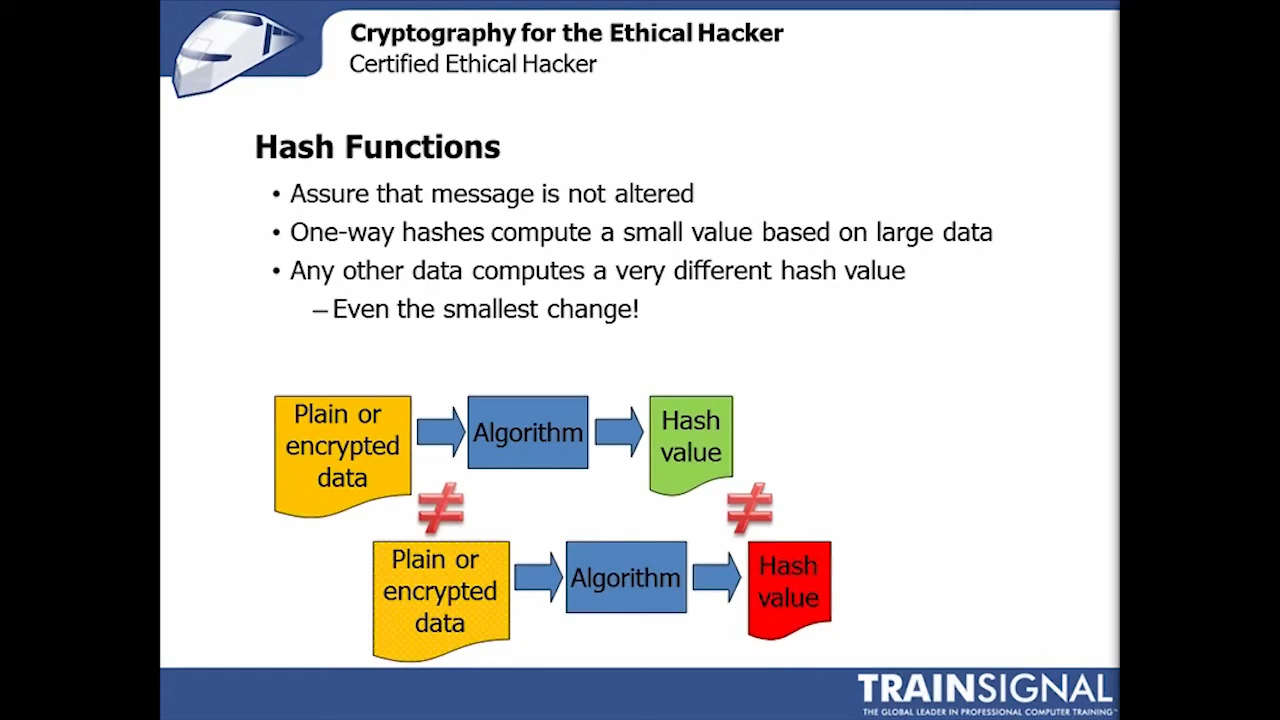 Cryptography for the Ethical Hacker
Certified Ethical Hacker
Hash Functions
• Assure that message is not altered
• One-way hashes compute a small value based on large data
• Any other data computes a very different hash value
– Even the smallest change!
Plain or
encrypted
data
Algorithm
Hash
value
≠
≠
Plain or
encrypted
data
Algorithm
Hash
value
TRAINSIGNAL
THE GLOBAL LEADER IN PROFESSIONAL COMPUTER TRAINING™